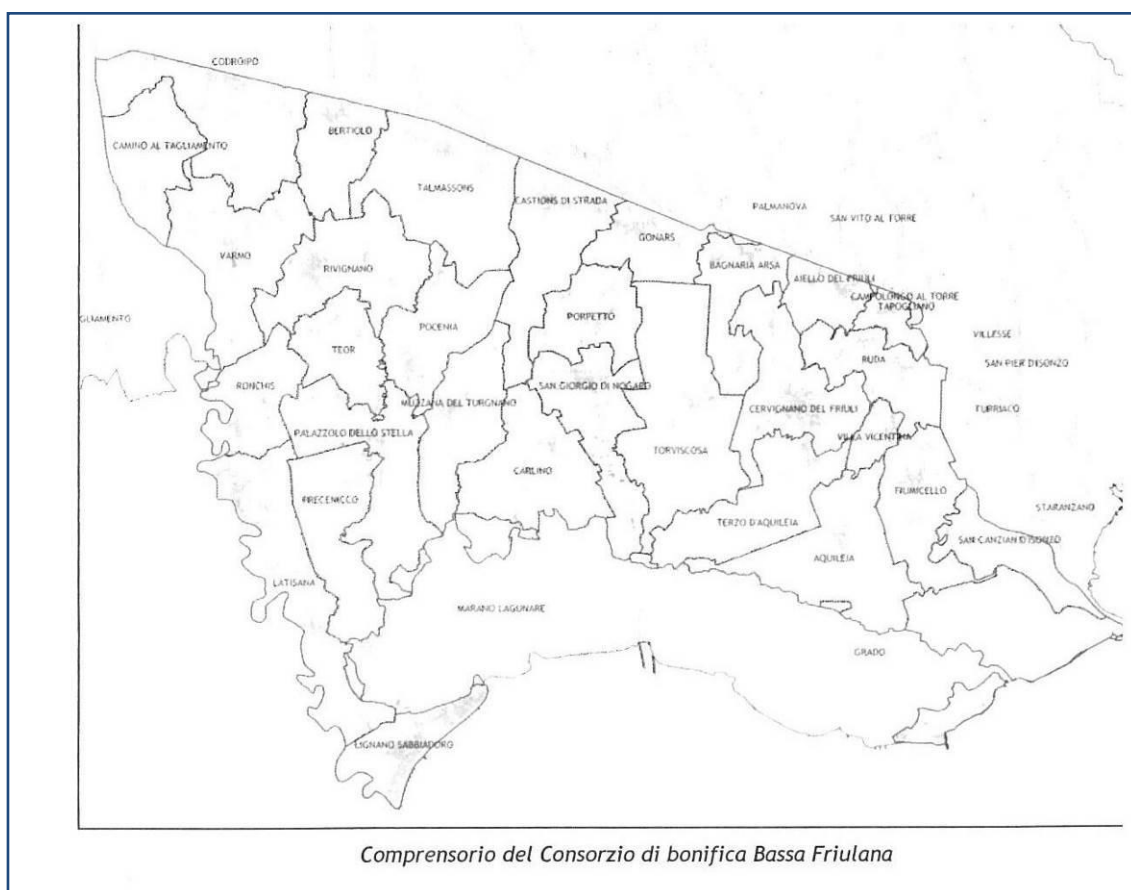 CODROIPO
BERTIOLO
CAMINO AL TAGLIAMENTO
TALMASSONS
CASTIONS DI STRADA
PALMANOVA
SAN VITO AL TORRE
GONARS
VARMO
RIVIGNANO
BAGNARIA ARSA
AIELLO DEL FRIULI
CAMPOLONGO AL TORRE
TAPOGLIANO
GLIAMENTO
POCENIA
PORPETTO
TEOR
VILLESSE
RUDA
SAN PIER D'ISONZO
RONCHIS
SAN GIORGIO DI NOGARO
MUZZANA DEL TURGNANO
CERVIGNANO DEL FRIULI
TURRIACO
PALAZZOLO DELLO STELLA
VILLA VICENTINA
TORVISCOSA
CARLINO
PRECENICCO
FIUMICELLO
STARANZANO
TERZO D'AQUILEIA
SAN CANZIAN D'ISONZO
AQUILEIA
LATISANA
MARANO LAGUNARE
GRADO
LIGNANO SABBIADORO
Comprensorio del Consorzio di bonifica Bassa Friulana